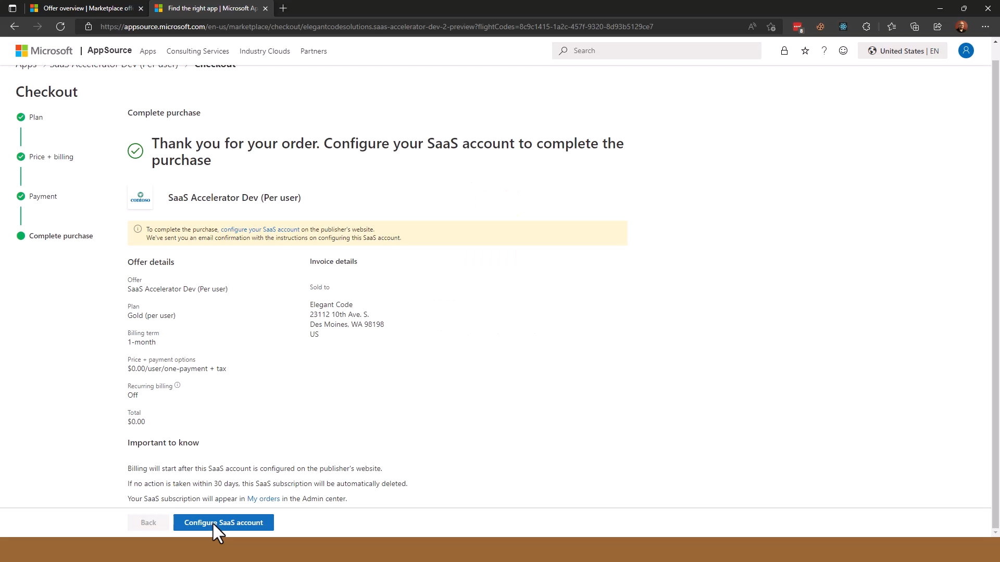 Offer overview | Marketplace off
Find the right app | Microsoft Ap
https://appsource.microsoft.com/en-us/marketplace/checkout/elegantcodesolutions.saas-accelerator-dev-2-preview?flightCodes=8c9c1415-1a2c-457f-9320-8d93b5129ce7
8
Microsoft | AppSource Apps Consulting Services Industry Clouds Partners
Search
United States | EN
Apps > SaaS Accelerator Dev (Per user) > Checkout
Checkout
Plan
Price + billing
Payment
Complete purchase
Complete purchase
Thank you for your order. Configure your SaaS account to complete the
purchase
contoso
SaaS Accelerator Dev (Per user)
To complete the purchase, configure your SaaS account on the publisher's website.
We've sent you an email confirmation with the instructions on configuring this SaaS account.
Offer details
Offer
SaaS Accelerator Dev (Per user)
Plan
Gold (per user)
Billing term
1-month
Price + payment options
$0.00/user/one-payment + tax
Recurring billing
Off
Total
$0.00
Invoice details
Sold to
Elegant Code
23112 10th Ave. S.
Des Moines, WA 98198
US
Important to know
Billing will start after this SaaS account is configured on the publisher's website.
If no action is taken within 30 days, this SaaS subscription will be automatically deleted.
Your SaaS subscription will appear in My orders in the Admin center.
Back
Configure SaaS account